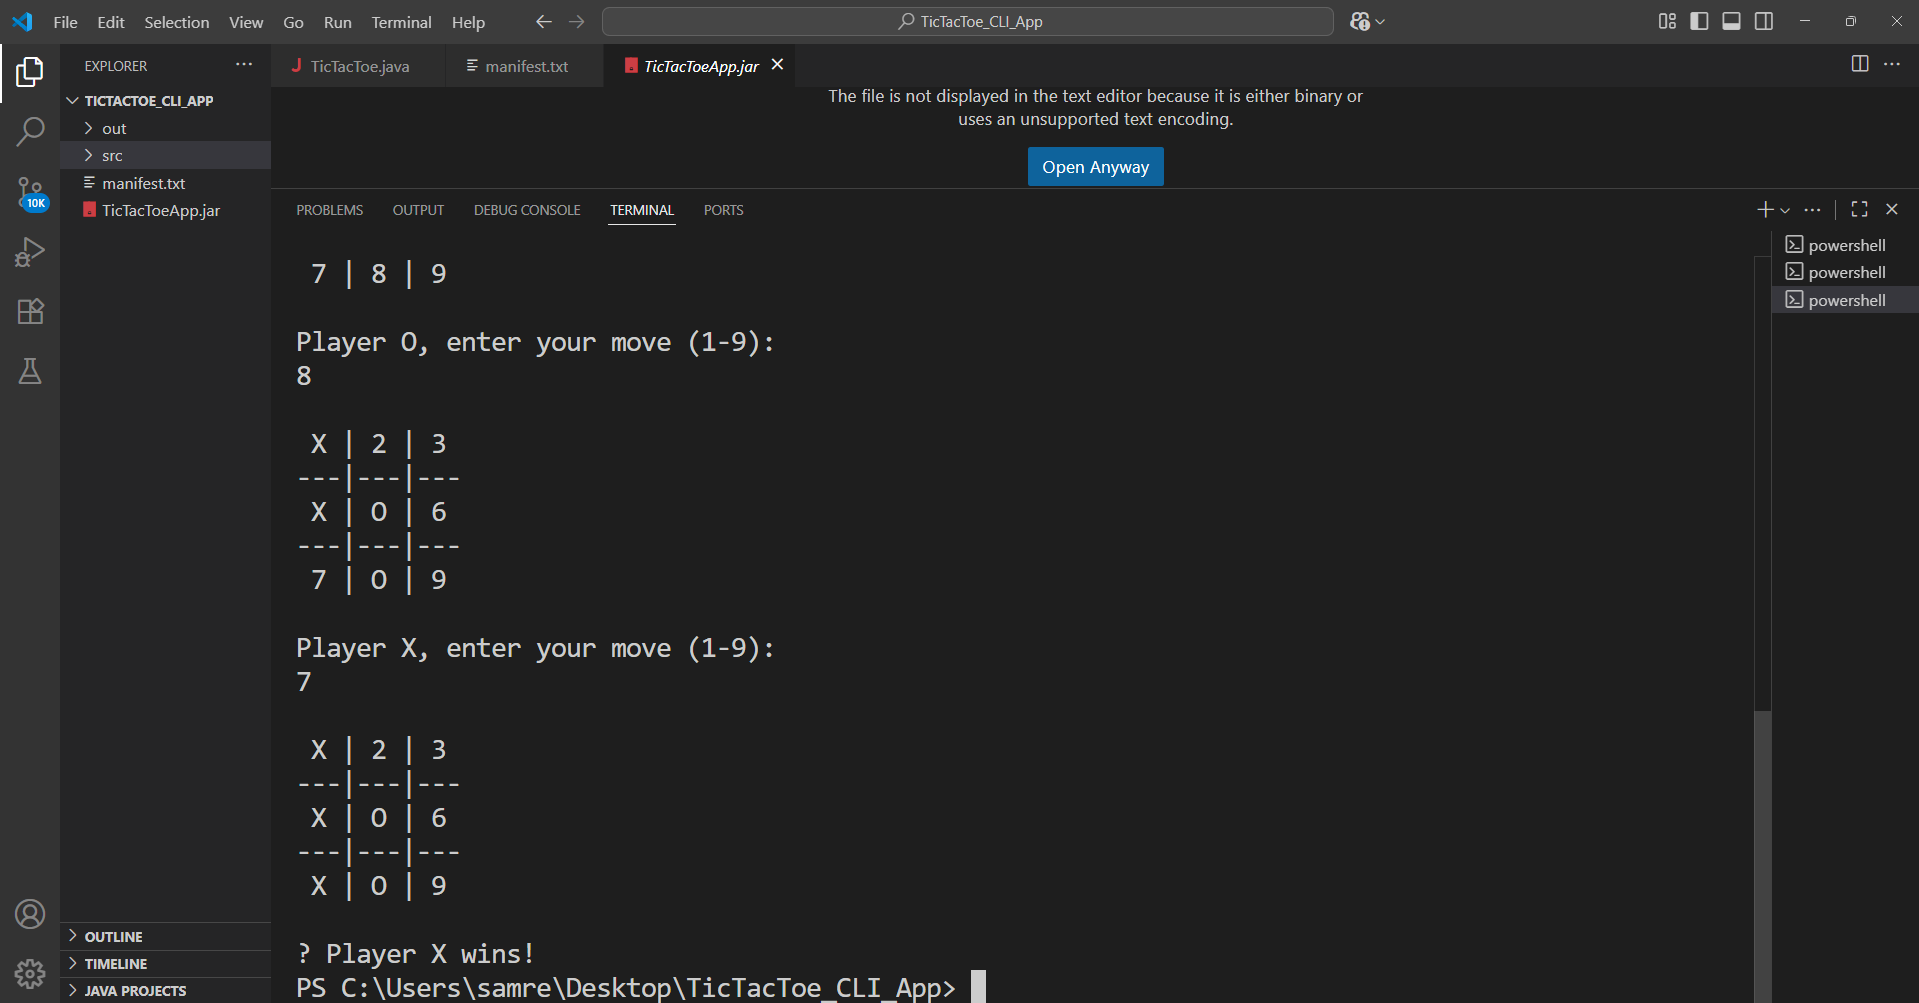 File Edit Selection View Go Run Terminal Help
TicTacToe_CLI_App
EXPLORER
TICTACTOE_CLI_APP
out
src
manifest.txt
TicTacToeApp.jar
10K
OUTLINE
TIMELINE
JAVA PROJECTS
J TicTacToe.java
manifest.txt
TicTacToeApp.jar
The file is not displayed in the text editor because it is either binary or
uses an unsupported text encoding.
Open Anyway
PROBLEMS OUTPUT DEBUG CONSOLE TERMINAL PORTS
7 | 8 | 9
Player O, enter your move (1-9):
8
X | 2 | 3
---|---|---
X | O | 6
---|---|---
7 | O | 9
Player X, enter your move (1-9):
7
X | 2 | 3
---|---|---
X | O | 6
---|---|---
X | O | 9
? Player X wins!
PS C:\Users\samre\Desktop\TicTacToe_CLI_App>
powershell
powershell
powershell